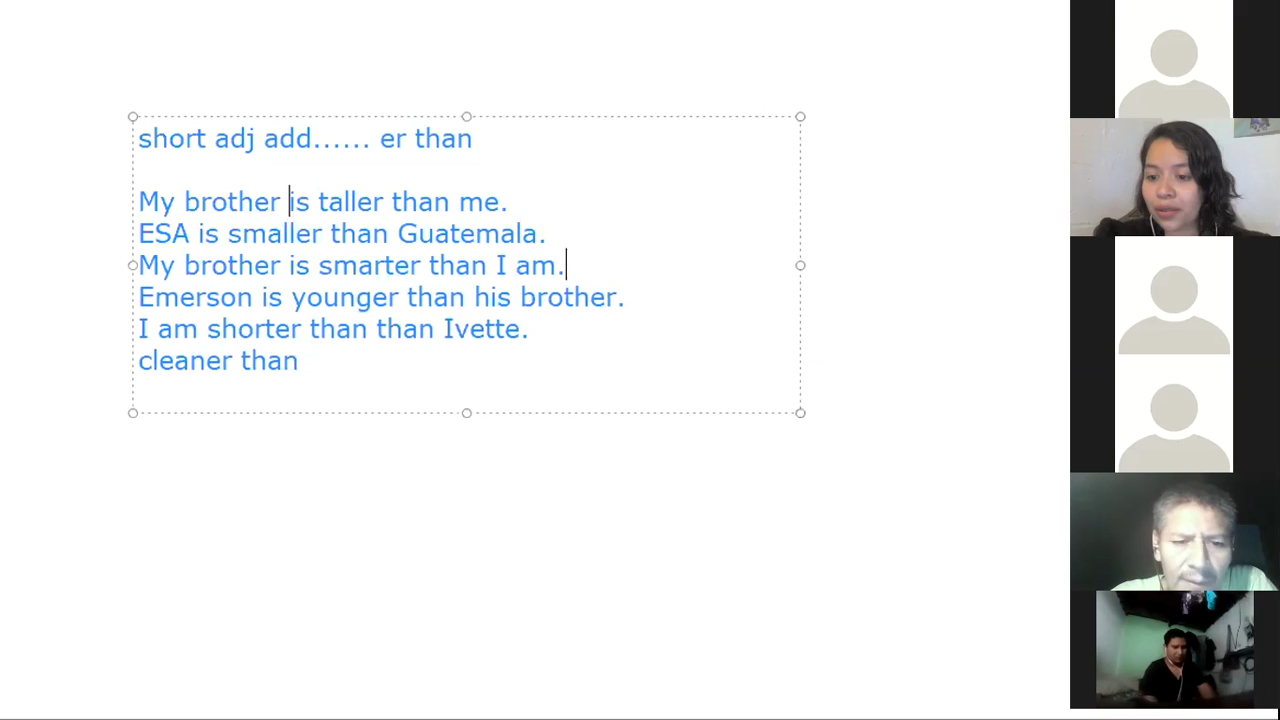 short adj add...... er than
My brother is taller than me.
ESA is smaller than Guatemala.
My brother is smarter than I am.
Emerson is younger than his brother.
I am shorter than than Ivette.
cleaner than